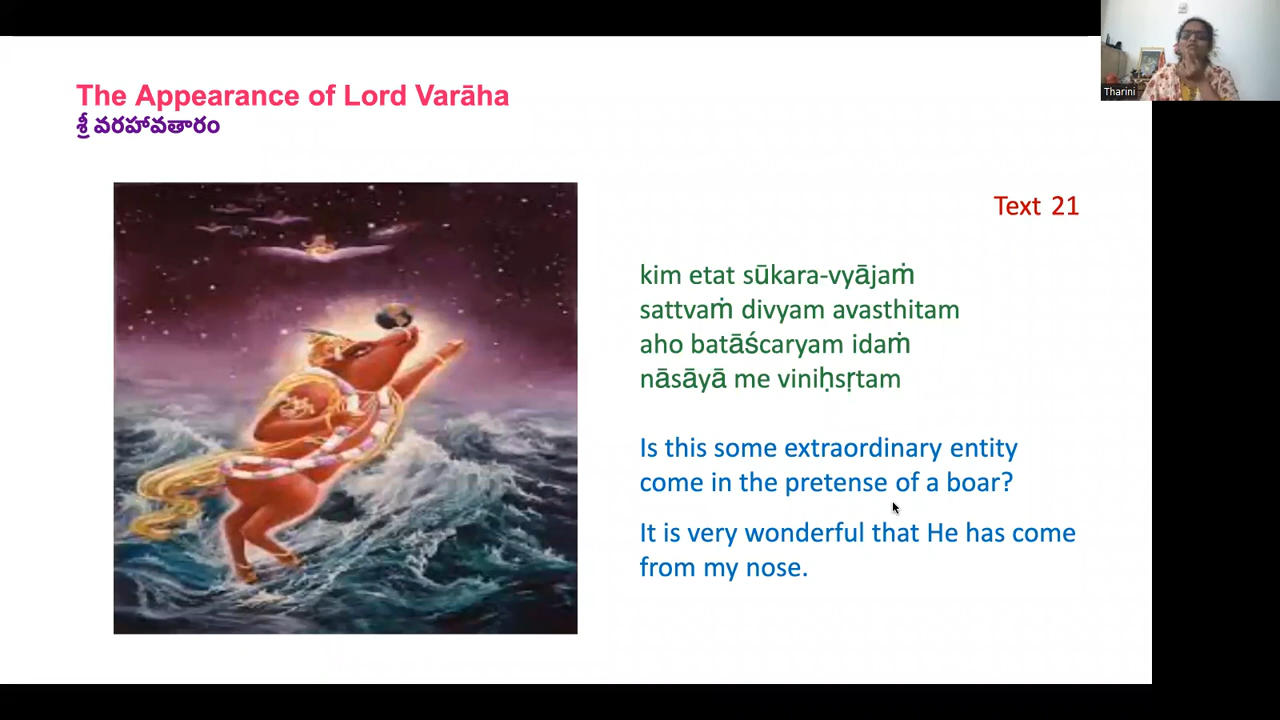 Tharini
The Appearance of Lord Varāha
శ్రీ వరహావతారం
Text 21
kim etat sūkara-vyājaṁ
sattvaṁ divyam avasthitam
aho batāścaryam idaṁ
nāsāyā me viniḥsṛtam
Is this some extraordinary entity
come in the pretense of a boar?
It is very wonderful that He has come
from my nose.